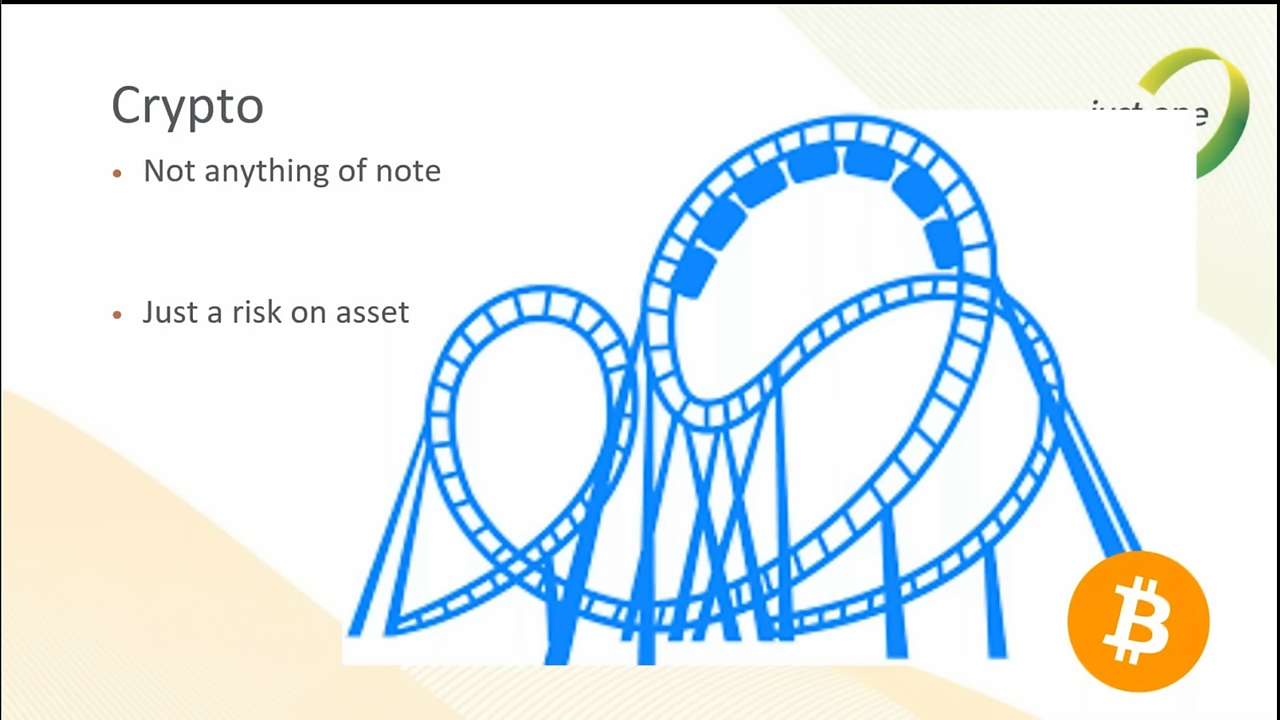 Crypto
just one
• Not anything of note
• Just a risk on asset